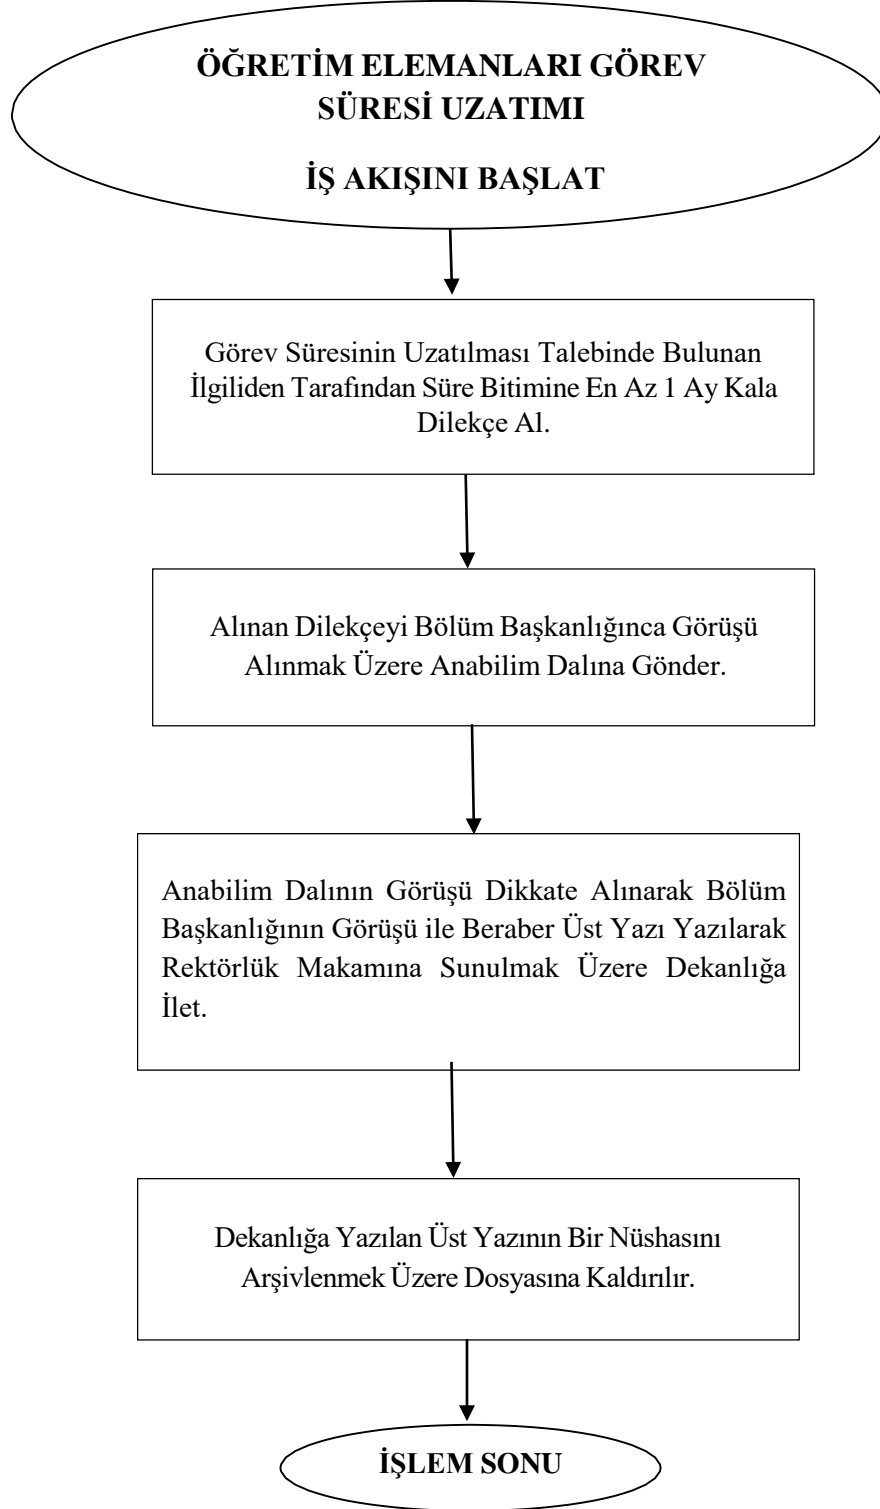 ÖĞRETİM ELEMANLARI GÖREV
SÜRESİ UZATIMI
İŞ AKIŞINI BAŞLAT
Görev Süresinin Uzatılması Talebinde Bulunan
İlgiliden Tarafından Süre Bitimine En Az 1 Ay Kala
Dilekçe Al.
Alınan Dilekçeyi Bölüm Başkanlığınca Görüşü
Alınmak Üzere Anabilim Dalına Gönder.
Anabilim Dalının Görüşü Dikkate Alınarak Bölüm
Başkanlığının Görüşü ile Beraber Üst Yazı Yazılarak
Rektörlük Makamına Sunulmak Üzere Dekanlığa
İlet.
Dekanlığa Yazılan Üst Yazının Bir Nüshasını
Arşivlenmek Üzere Dosyasına Kaldırılır.
İŞLEM SONU